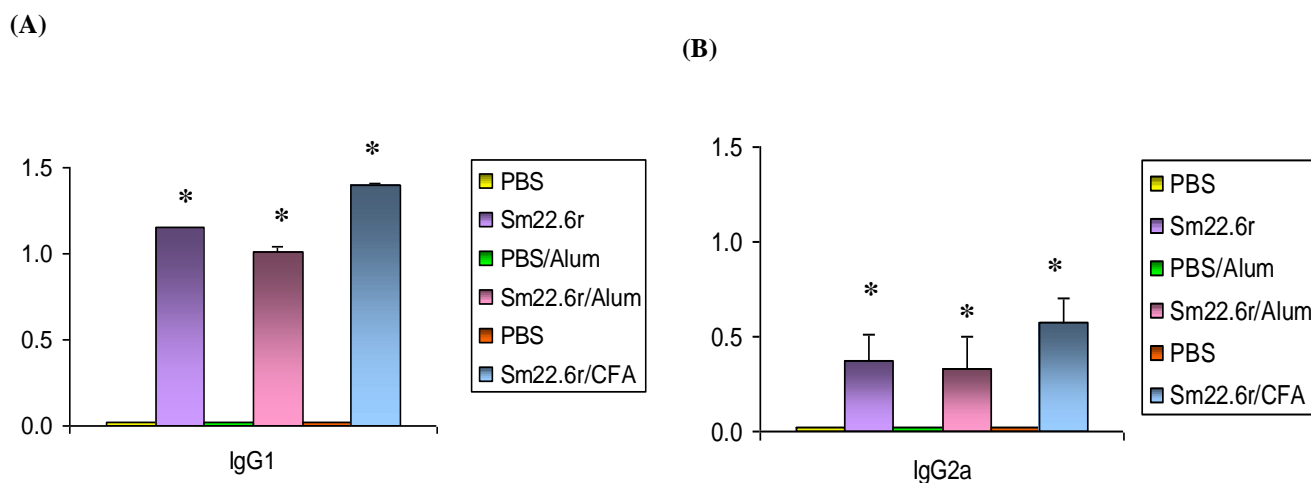 (A)
*
*
*
1.5
1.0
0.5
0.0
IgG1
PBS
Sm22.6r
PBS/Alum
Sm22.6r/Alum
PBS
Sm22.6r/CFA
(B)
1.5
1.0
0.5
0.0
*
*
*
IgG2a
PBS
Sm22.6r
PBS/Alum
Sm22.6r/Alum
PBS
Sm22.6r/CFA